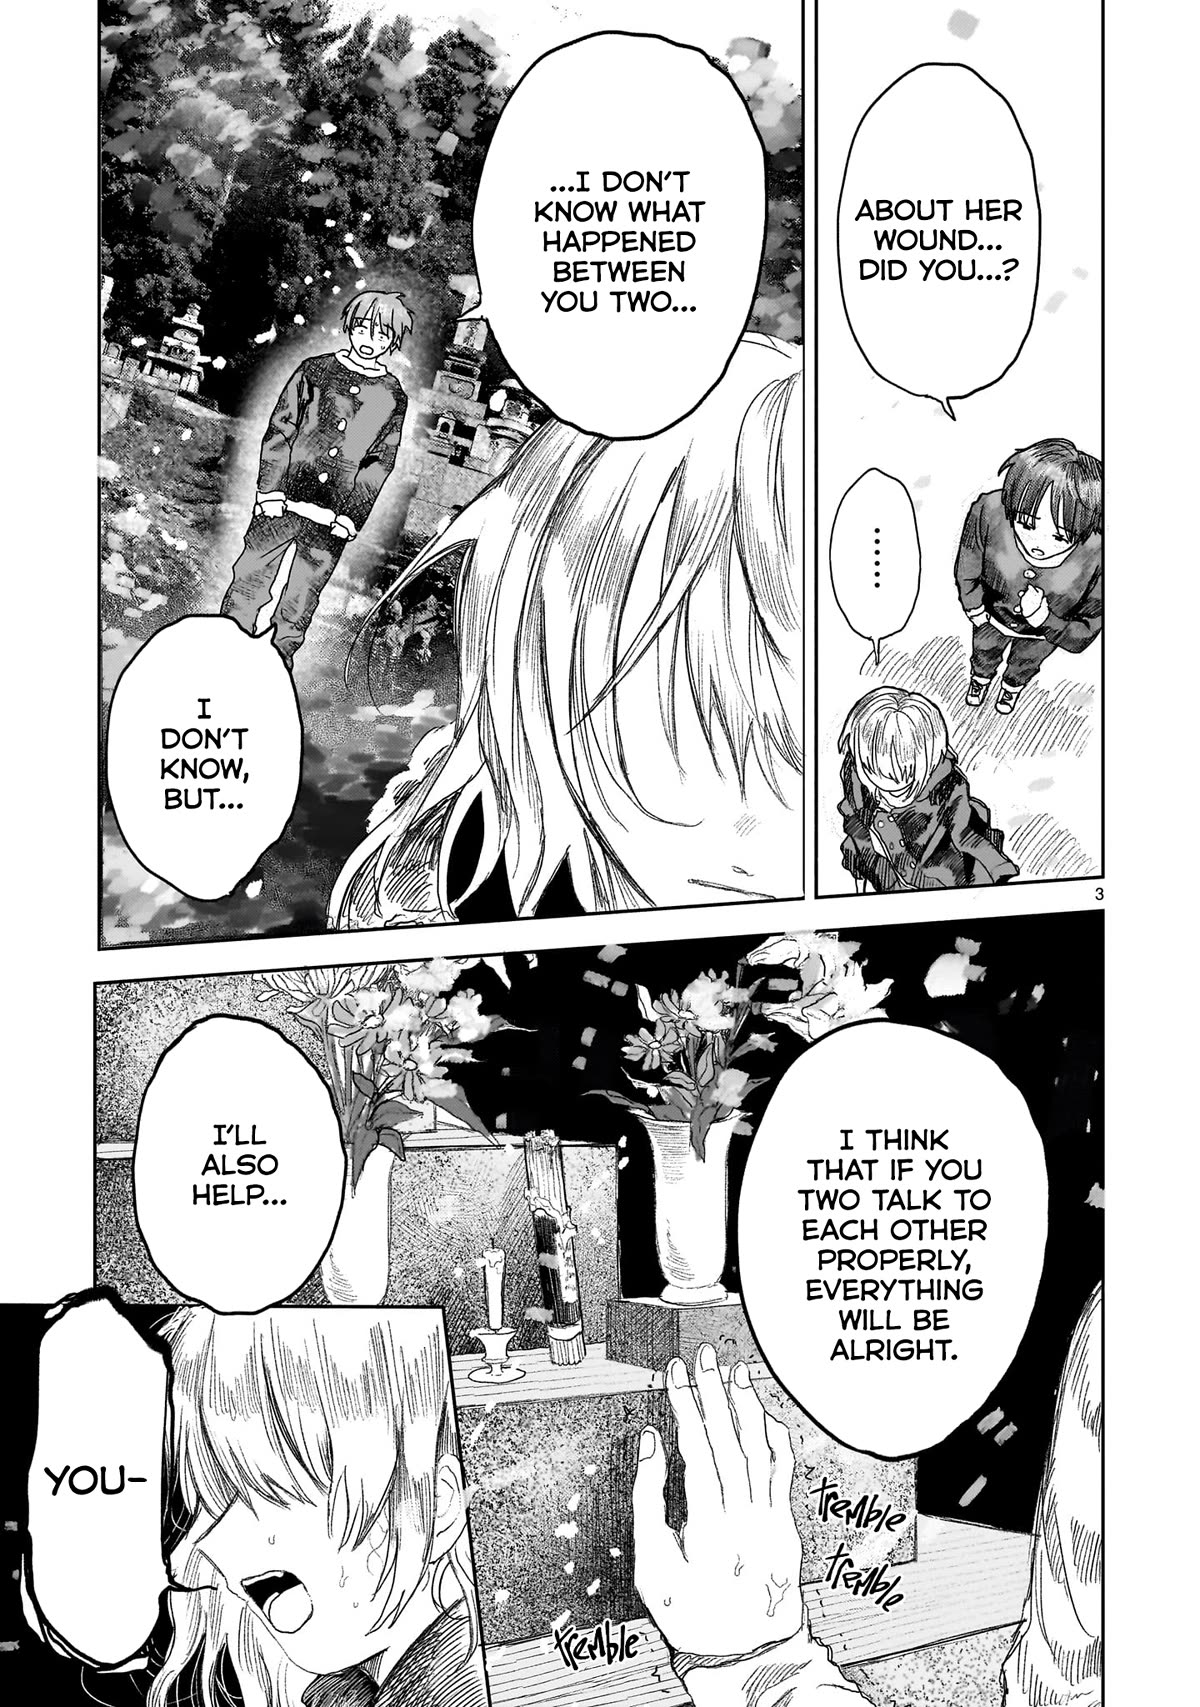 ABOUT HER
WOUND...
DID YOU...?
......
...I DON'T
KNOW WHAT
HAPPENED
BETWEEN
YOU TWO...
I
DON'T
KNOW,
BUT...
3
I THINK
THAT IF YOU
TWO TALK TO
EACH OTHER
PROPERLY,
EVERYTHING
WILL BE
ALRIGHT.
I'LL
ALSO
HELP...
tremble
tremble
tremble
YOU-